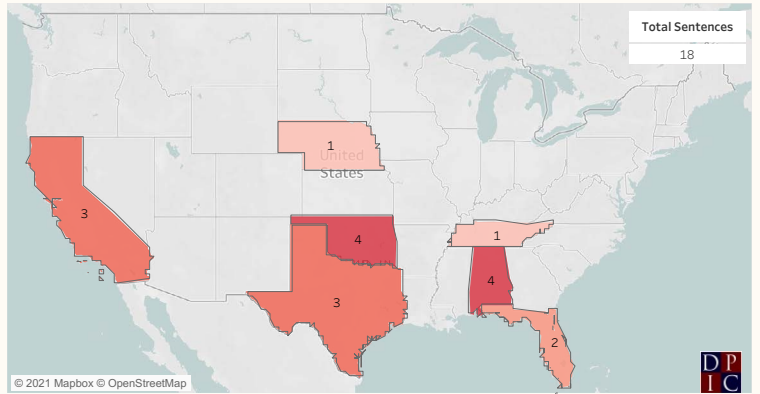 Total Sentences
18
1
United
States
3
4
1
4
3
2
© 2021 Mapbox © OpenStreetMap
D P
I C